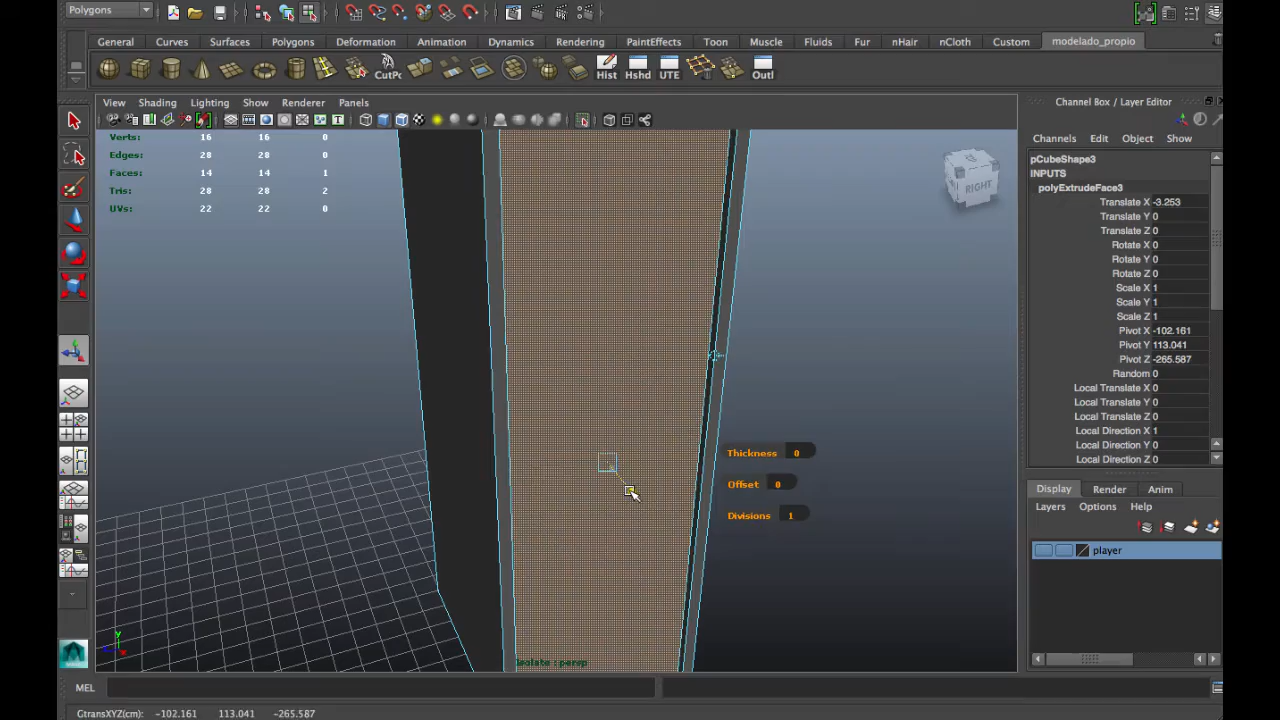 Polygons
General Curves Surfaces Polygons Deformation Animation Dynamics Rendering PaintEffects Toon Muscle Fluids Fur nHair nCloth Custom modelado_propio
CutPo Hist Hshd UTE Outl
View Shading Lighting Show Renderer Panels
Channel Box / Layer Editor
Channels Edit Object Show
Verts: 16 16 0
Edges: 28 28 0
Faces: 14 14 1
Tris: 28 28 2
UVs: 22 22 0
RIGHT
pCubeShape3
INPUTS
polyExtrudeFace3
Translate X -3.253
Translate Y 0
Translate Z 0
Rotate X 0
Rotate Y 0
Rotate Z 0
Scale X 1
Scale Y 1
Scale Z 1
Pivot X -102.161
Pivot Y 113.041
Pivot Z -265.587
Random 0
Local Translate X 0
Local Translate Y 0
Local Translate Z 0
Local Direction X 1
Local Direction Y 0
Local Direction Z 0
Thickness 0
Offset 0
Divisions 1
Display Render Anim
Layers Options Help
player
Isolate : persp
MEL
GtransXYZ(cm): -102.161 113.041 -265.587